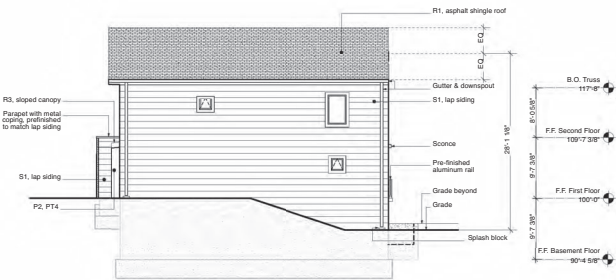 R1, asphalt shingle roof
EQ
EQ
Gutter & downspout
B.O. Truss
117'-8"
R3, sloped canopy
S1, lap siding
Parapet with metal
coping, prefinished
to match lap siding
8'-0 5/8"
28'-1 1/8"
Sconce
F.F. Second Floor
109'-7 3/8"
Pre-finished
aluminum rail
9'-7 3/8"
S1, lap siding
Grade beyond
F.F. First Floor
100'-0"
P2, PT4
Grade
9'-7 3/8"
Splash block
F.F. Basement Floor
90'-4 5/8"